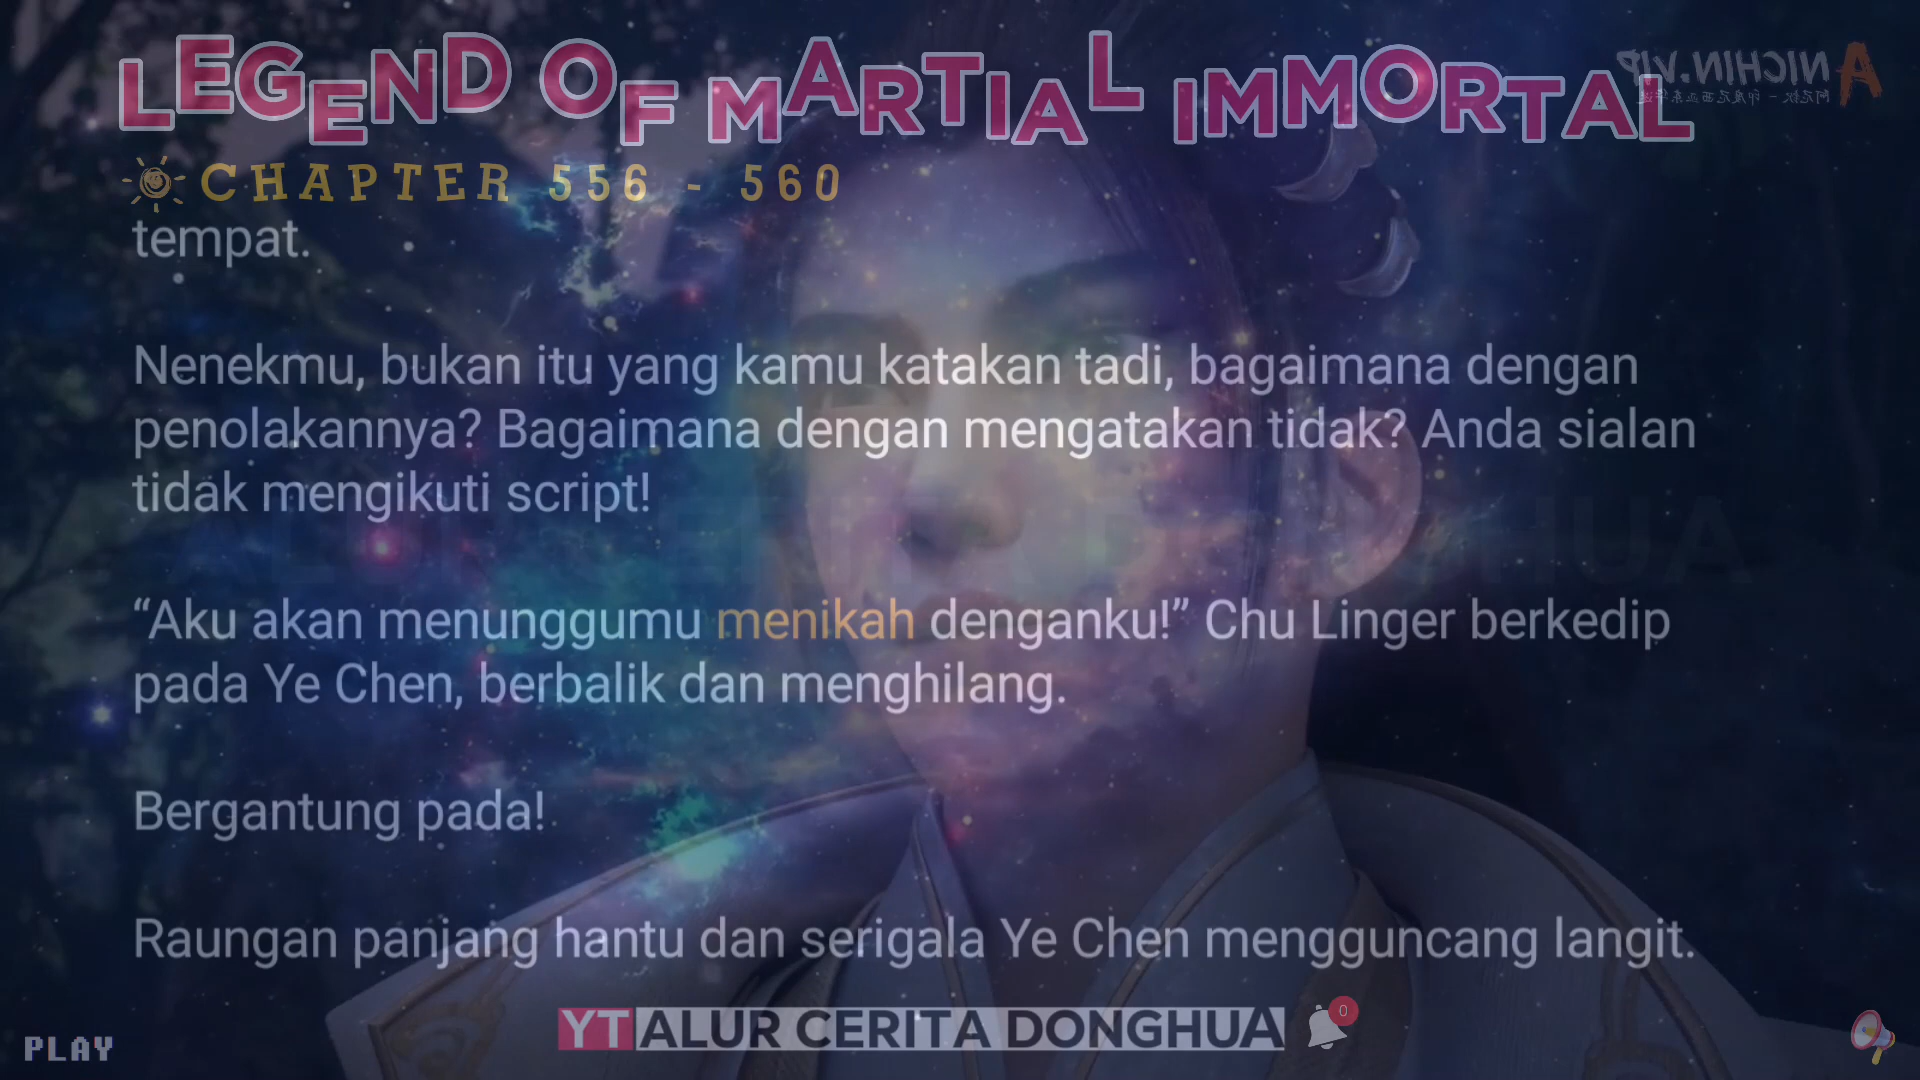 LEGEND OF MARTIAL IMMORTAL
ANICHIN.VIP
CHAPTER 556 - 560
tempat.
Nenekmu, bukan itu yang kamu katakan tadi, bagaimana dengan
penolakannya? Bagaimana dengan mengatakan tidak? Anda sialan
tidak mengikuti script!
ALUR CERITA DONGHUA
“Aku akan menunggumu menikah denganku!” Chu Linger berkedip
pada Ye Chen, berbalik dan menghilang.
Bergantung pada!
Raungan panjang hantu dan serigala Ye Chen mengguncang langit.
YT ALUR CERITA DONGHUA
0
PLAY